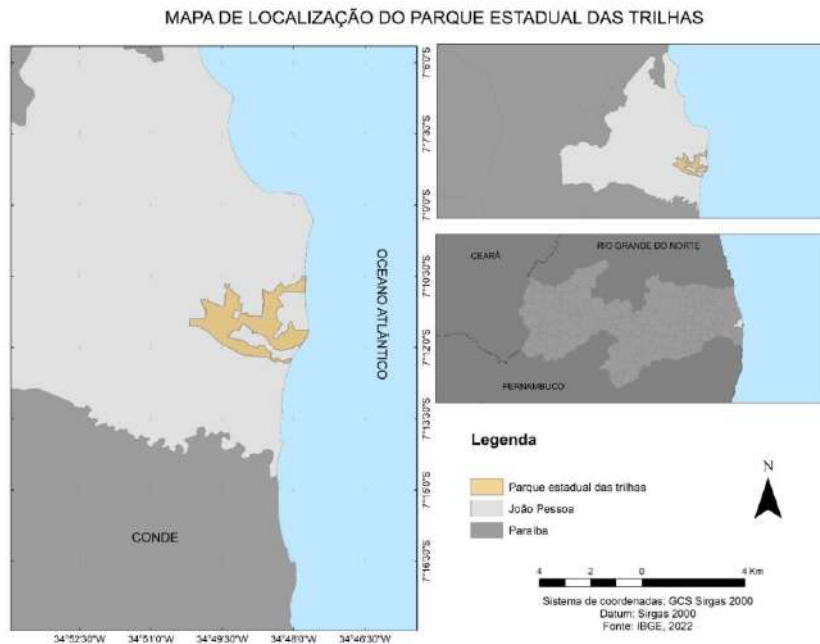 MAPA DE LOCALIZAÇÃO DO PARQUE ESTADUAL DAS TRILHAS
7°6'0"S
7°7'30"S
7°9'0"S
7°10'30"S
7°12'0"S
7°13'30"S
7°15'0"S
7°16'30"S
OCEANO ATLÂNTICO
CONDE
34°52'30"W
34°51'0"W
34°49'30"W
34°48'0"W
34°46'30"W
CEARÁ
RIO GRANDE DO NORTE
PERNAMBUCO
Legenda
Parque estadual das trilhas
João Pessoa
Paraíba
N
4 2 0 4 Km
Sistema de coordenadas: GCS Sirgas 2000
Datum: Sirgas 2000
Fonte: IBGE, 2022